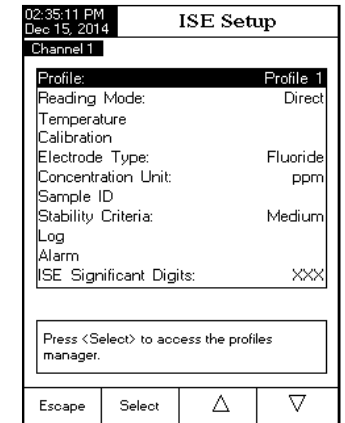 02:35:11 PM
Dec 15, 2014
ISE Setup
Channel 1
Profile: Profile 1
Reading Mode: Direct
Temperature
Calibration
Electrode Type: Fluoride
Concentration Unit: ppm
Sample ID
Stability Criteria: Medium
Log
Alarm
ISE Significant Digits: XXX
Press <Select> to access the profiles
manager.
Escape Select